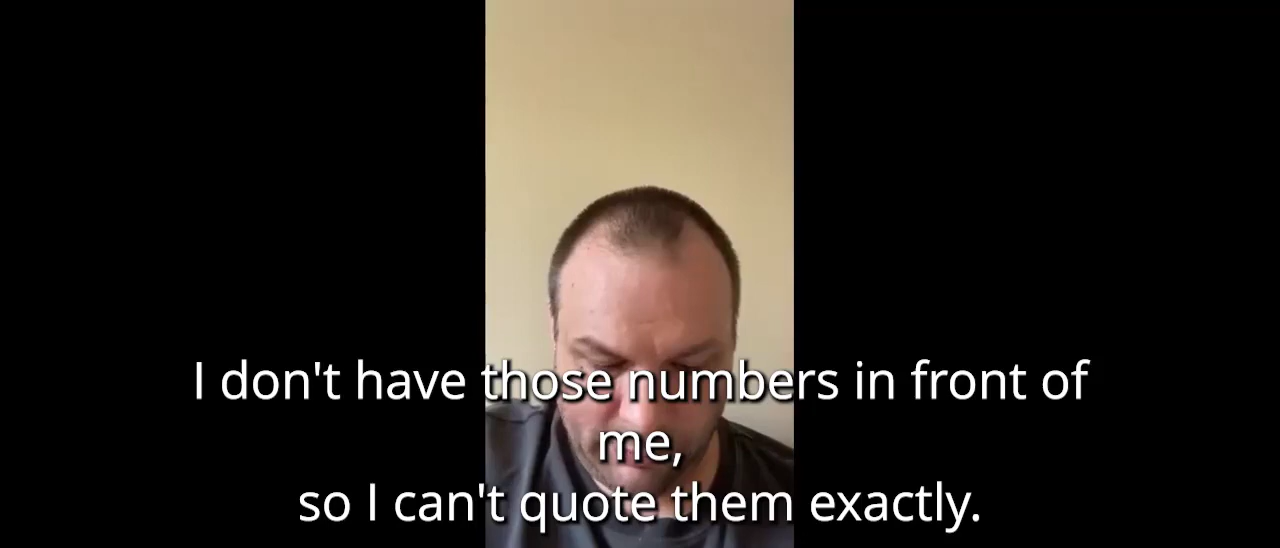 I don't have those numbers in front of
me,
so I can't quote them exactly.